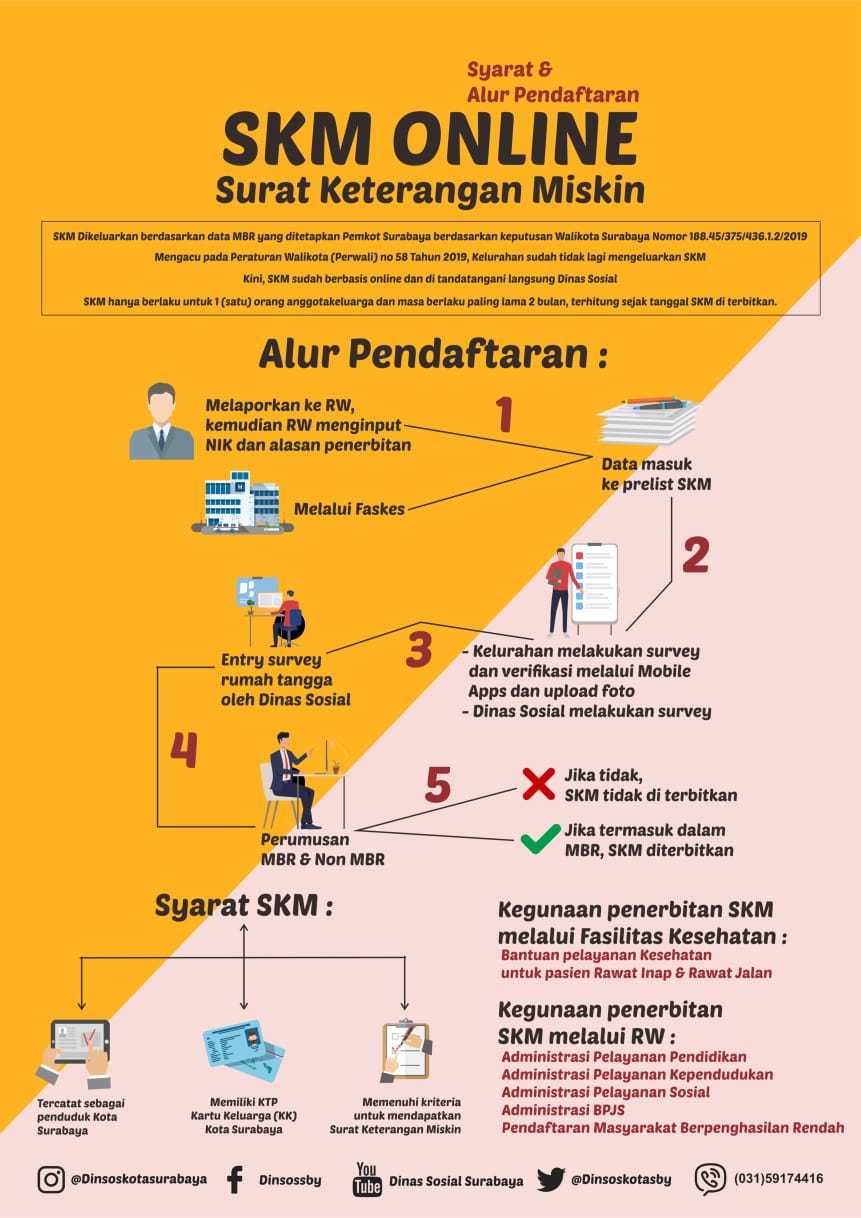 Syarat &
Alur Pendaftaran
SKM ONLINE
Surat Keterangan Miskin
SKM Dikeluarkan berdasarkan data MBR yang ditetapkan Pemkot Surabaya berdasarkan keputusan Walikota Surabaya Nomor 188.45/375/436.1.2/2019
Mengacu pada Peraturan Walikota (Perwali) no 58 Tahun 2019, Kelurahan sudah tidak lagi mengeluarkan SKM
Kini, SKM sudah berbasis online dan di tandatangani langsung Dinas Sosial
SKM hanya berlaku untuk 1 (satu) orang anggotakeluarga dan masa berlaku paling lama 2 bulan, terhitung sejak tanggal SKM di terbitkan.
Alur Pendaftaran :
1
Melaporkan ke RW,
kemudian RW menginput
NIK dan alasan penerbitan
Melalui Faskes
Data masuk
ke prelist SKM
2
- Kelurahan melakukan survey
dan verifikasi melalui Mobile
Apps dan upload foto
- Dinas Sosial melakukan survey
3
Entry survey
rumah tangga
oleh Dinas Sosial
4
Perumusan
MBR & Non MBR
5
Jika tidak,
SKM tidak di terbitkan
Jika termasuk dalam
MBR, SKM diterbitkan
Syarat SKM :
Tercatat sebagai
penduduk Kota
Surabaya
Memiliki KTP
Kartu Keluarga (KK)
Kota Surabaya
Memenuhi kriteria
untuk mendapatkan
Surat Keterangan Miskin
Kegunaan penerbitan SKM
melalui Fasilitas Kesehatan :
Bantuan pelayanan Kesehatan
untuk pasien Rawat Inap & Rawat Jalan
Kegunaan penerbitan
SKM melalui RW :
Administrasi Pelayanan Pendidikan
Administrasi Pelayanan Kependudukan
Administrasi Pelayanan Sosial
Administrasi BPJS
Pendaftaran Masyarakat Berpenghasilan Rendah
@Dinsoskotasurabaya
Dinsossby
You
Tube
Dinas Sosial Surabaya
@Dinsoskotasby
(031)59174416